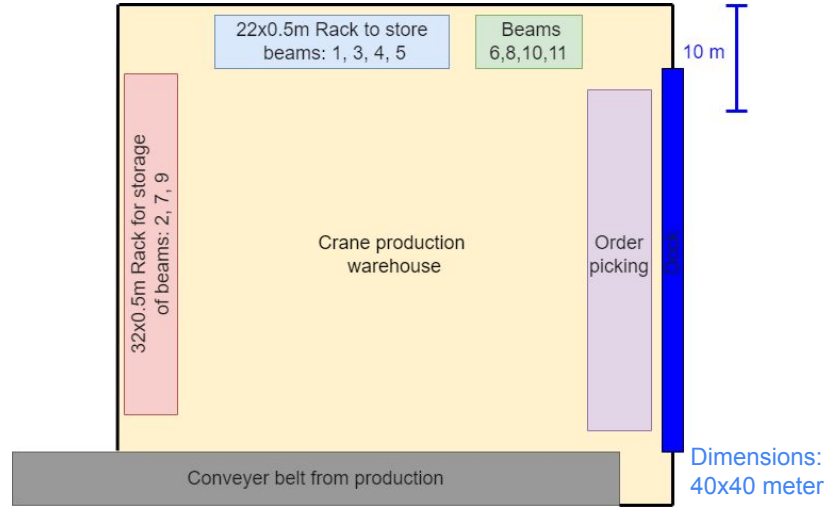 22x0.5m Rack to store
beams: 1, 3, 4, 5
Beams
6,8,10,11
10 m
32x0.5m Rack for storage
of beams: 2, 7, 9
Crane production
warehouse
Order
picking
Dock
Conveyer belt from production
Dimensions:
40x40 meter